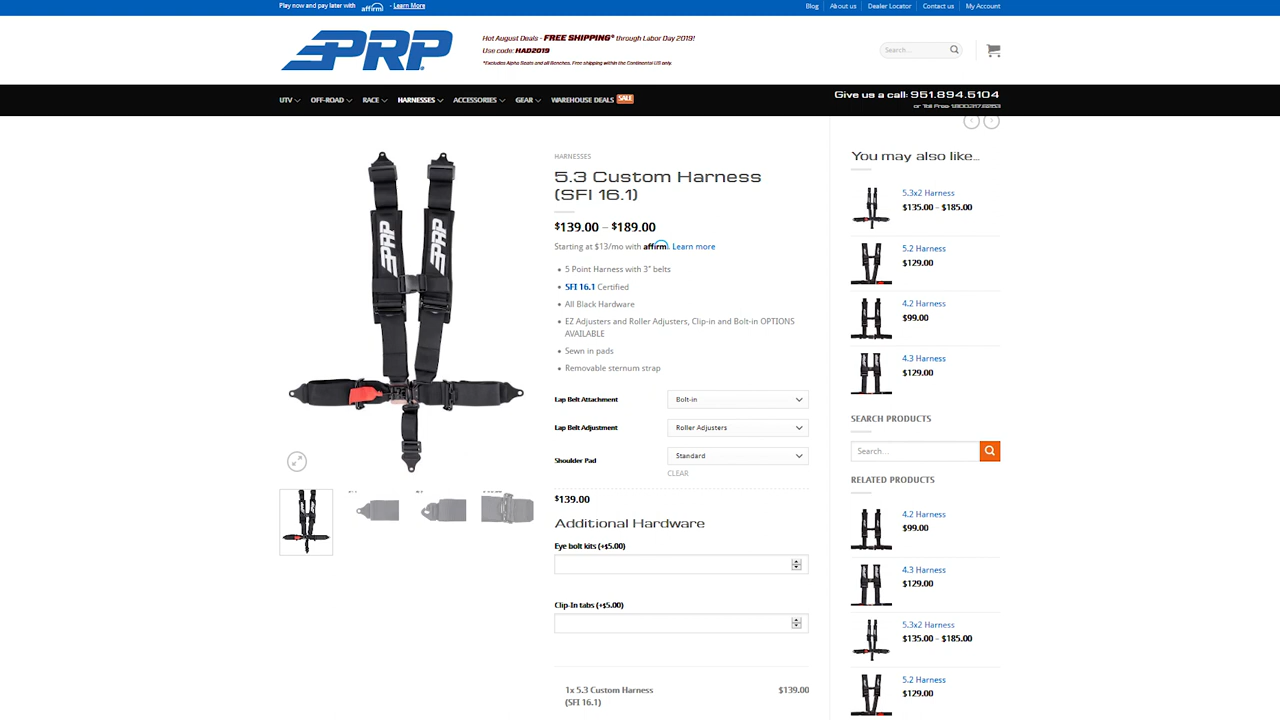 Play now and pay later with affirm - Learn More
Blog About us Dealer Locator Contact us My Account
PRP
Hot August Deals - FREE SHIPPING* through Labor Day 2019!
Use code: HAD2019
*Excludes Alpha Seats and all Benches. Free shipping within the Continental US only.
Search...
UTV OFF-ROAD RACE HARNESSES ACCESSORIES GEAR WAREHOUSE DEALS SALE
Give us a call: 951.894.5104
or Toll Free
HARNESSES
5.3 Custom Harness
(SFI 16.1)
$139.00 – $189.00
Starting at $13/mo with affirm. Learn more
5 Point Harness with 3" belts
SFI 16.1 Certified
All Black Hardware
EZ Adjusters and Roller Adjusters, Clip-in and Bolt-in OPTIONS
AVAILABLE
Sewn in pads
Removable sternum strap
Lap Belt Attachment Bolt-in
Lap Belt Adjustment Roller Adjusters
Shoulder Pad Standard
CLEAR
$139.00
Additional Hardware
Eye bolt kits (+$5.00)
Clip-In tabs (+$5.00)
1x 5.3 Custom Harness $139.00
(SFI 16.1)
PRP PRP
You may also like...
5.3x2 Harness
$135.00 – $185.00
5.2 Harness
$129.00
4.2 Harness
$99.00
4.3 Harness
$129.00
SEARCH PRODUCTS
Search...
RELATED PRODUCTS
4.2 Harness
$99.00
4.3 Harness
$129.00
5.3x2 Harness
$135.00 – $185.00
5.2 Harness
$129.00